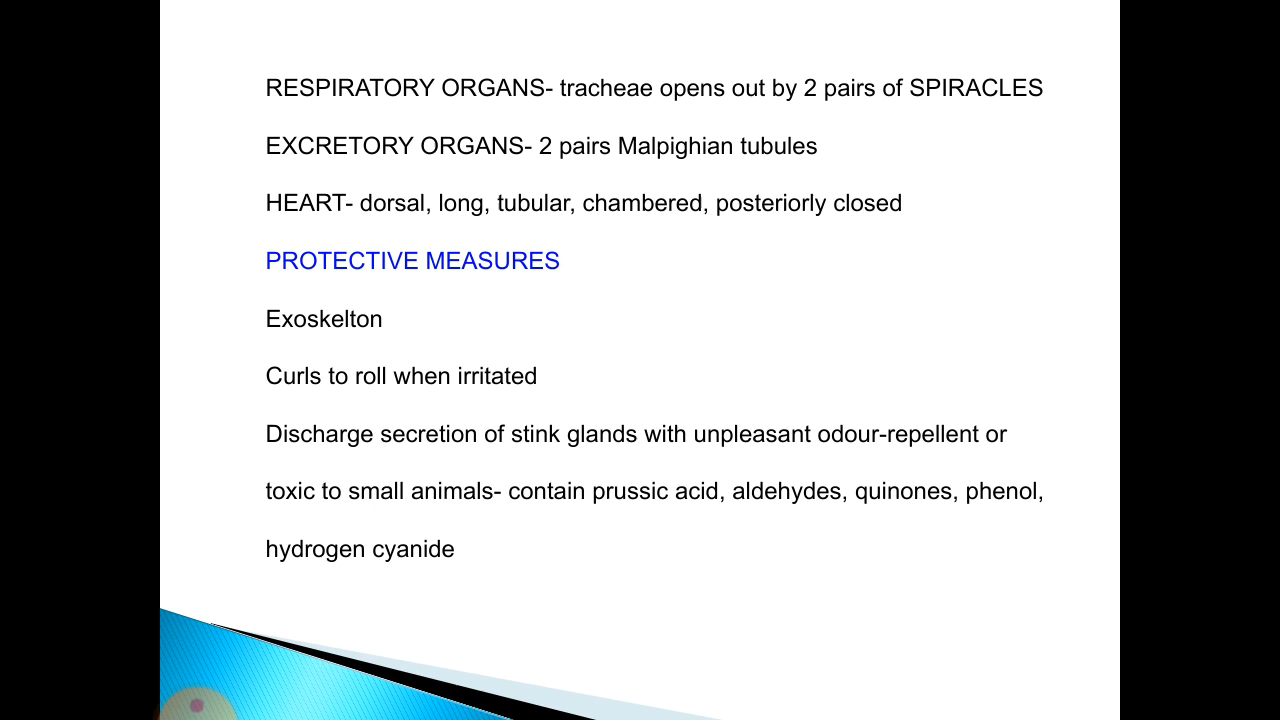 RESPIRATORY ORGANS- tracheae opens out by 2 pairs of SPIRACLES
EXCRETORY ORGANS- 2 pairs Malpighian tubules
HEART- dorsal, long, tubular, chambered, posteriorly closed
PROTECTIVE MEASURES
Exoskelton
Curls to roll when irritated
Discharge secretion of stink glands with unpleasant odour-repellent or
toxic to small animals- contain prussic acid, aldehydes, quinones, phenol,
hydrogen cyanide